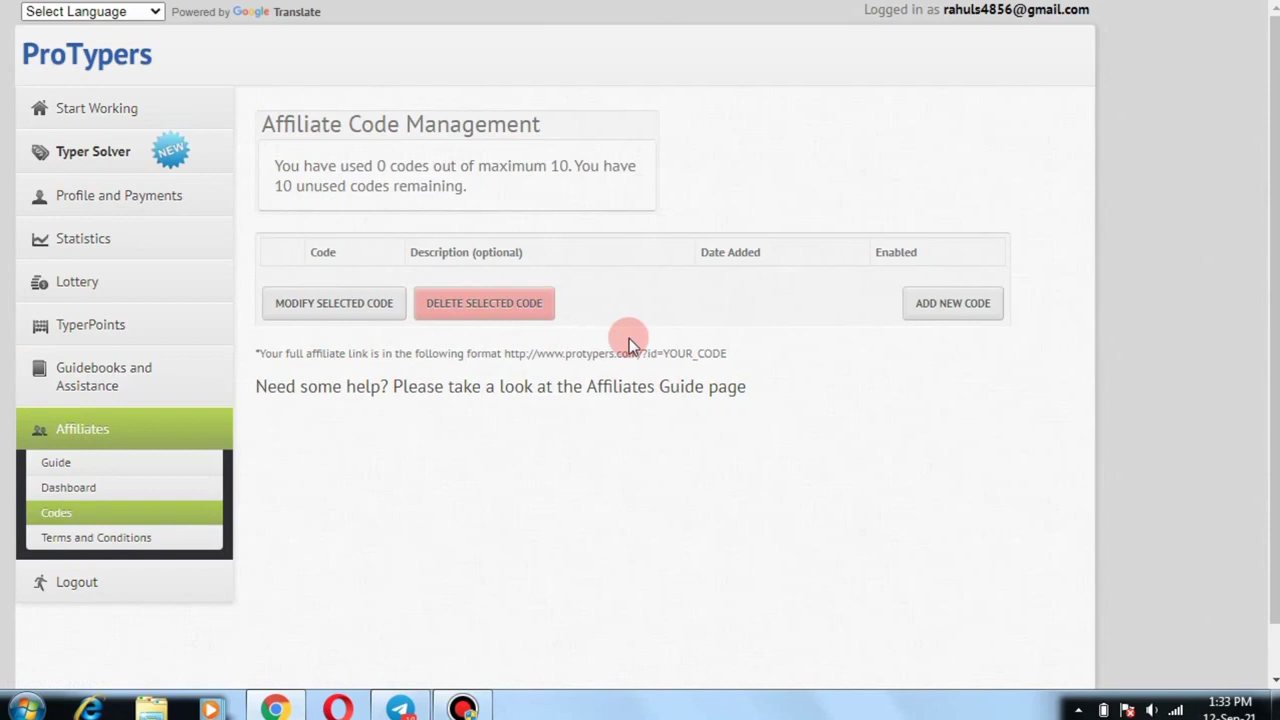 Select Language Powered by Google Translate Logged in as rahuls4856@gmail.com
ProTypers
Start Working
Typer Solver NEW
Profile and Payments
Statistics
Lottery
TyperPoints
Guidebooks and
Assistance
Affiliates
Guide
Dashboard
Codes
Terms and Conditions
Logout
Affiliate Code Management
You have used 0 codes out of maximum 10. You have
10 unused codes remaining.
Code Description (optional) Date Added Enabled
MODIFY SELECTED CODE DELETE SELECTED CODE ADD NEW CODE
*Your full affiliate link is in the following format http://www.protypers.com/?id=YOUR_CODE
Need some help? Please take a look at the Affiliates Guide page
1:33 PM
12-Sep-21